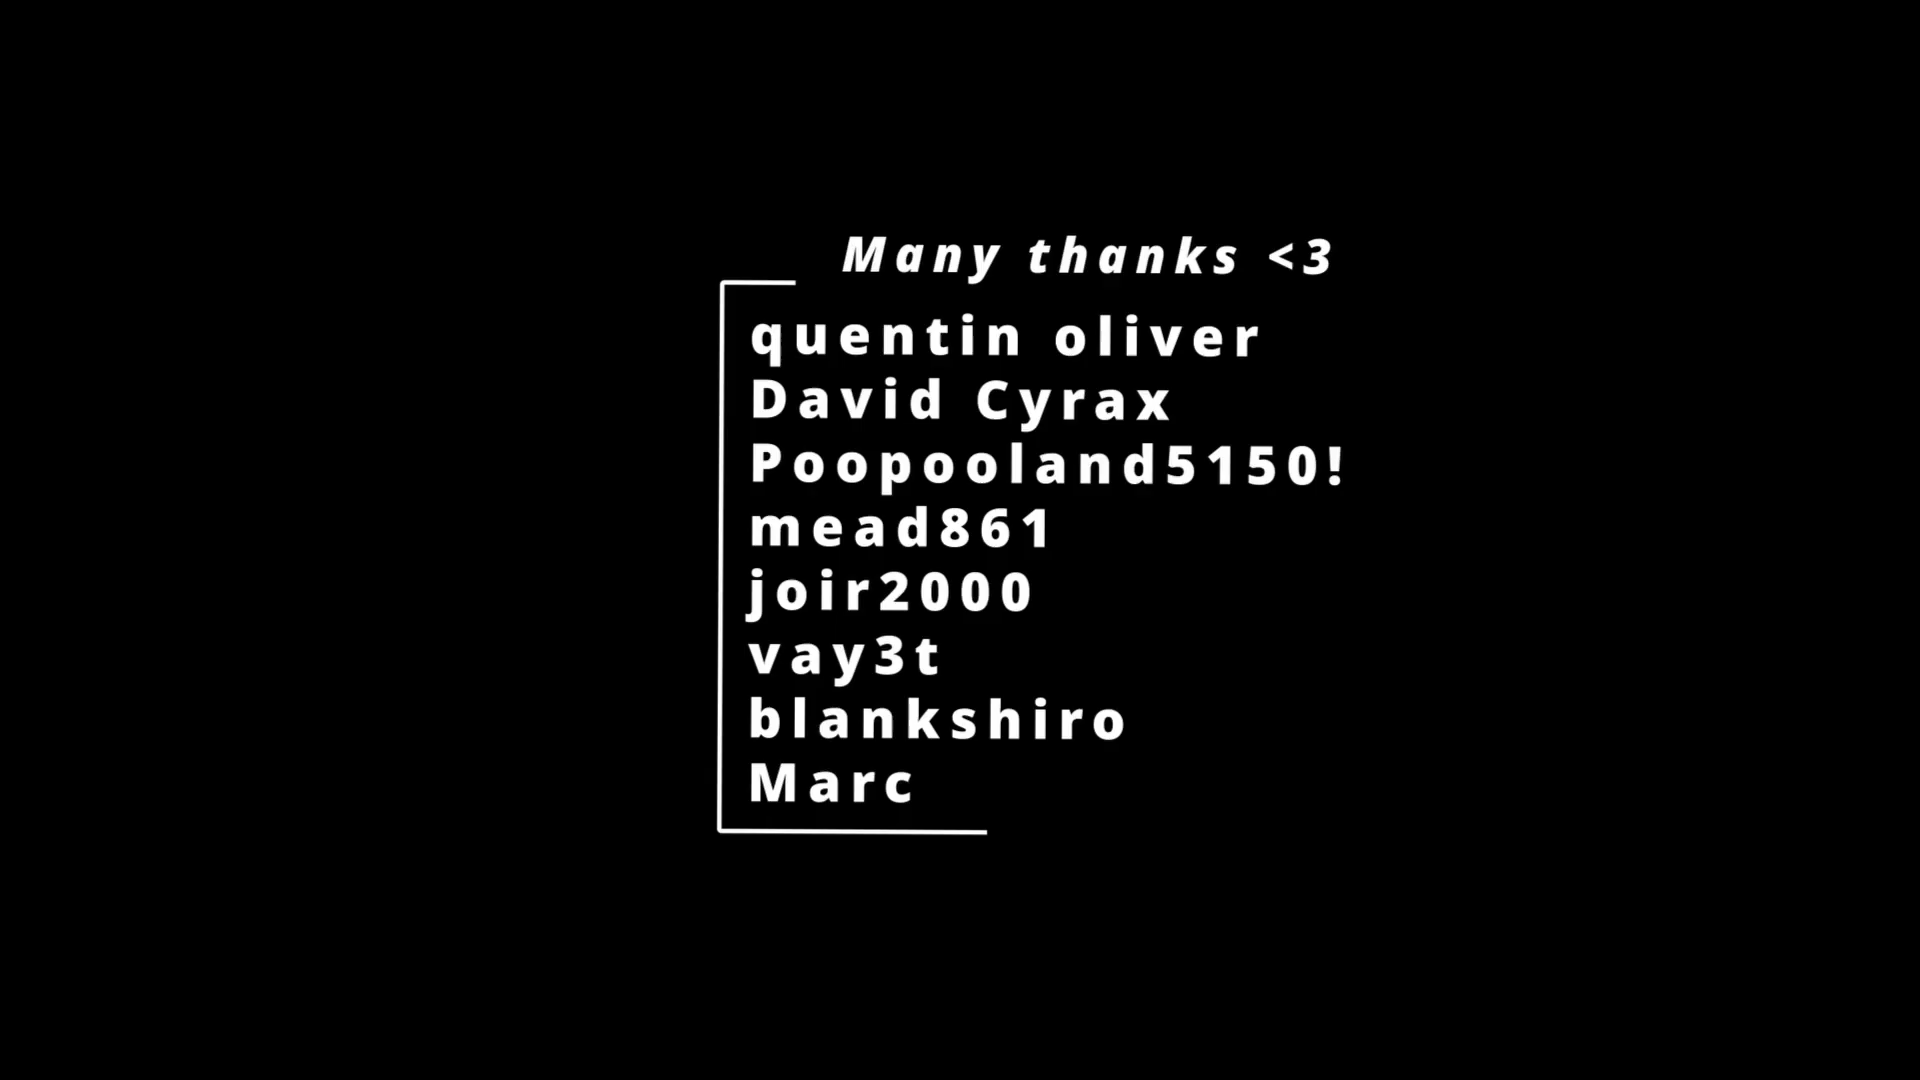 Many thanks <3
quentin oliver
David Cyrax
Poopooland5150!
mead861
joir2000
vay3t
blankshiro
Marc